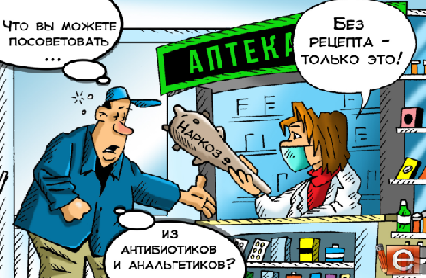 Что вы можете
посоветовать
...
АПТЕКА
Без
рецепта -
только это!
Наркоз
из
антибиотиков
и анальгетиков?
e